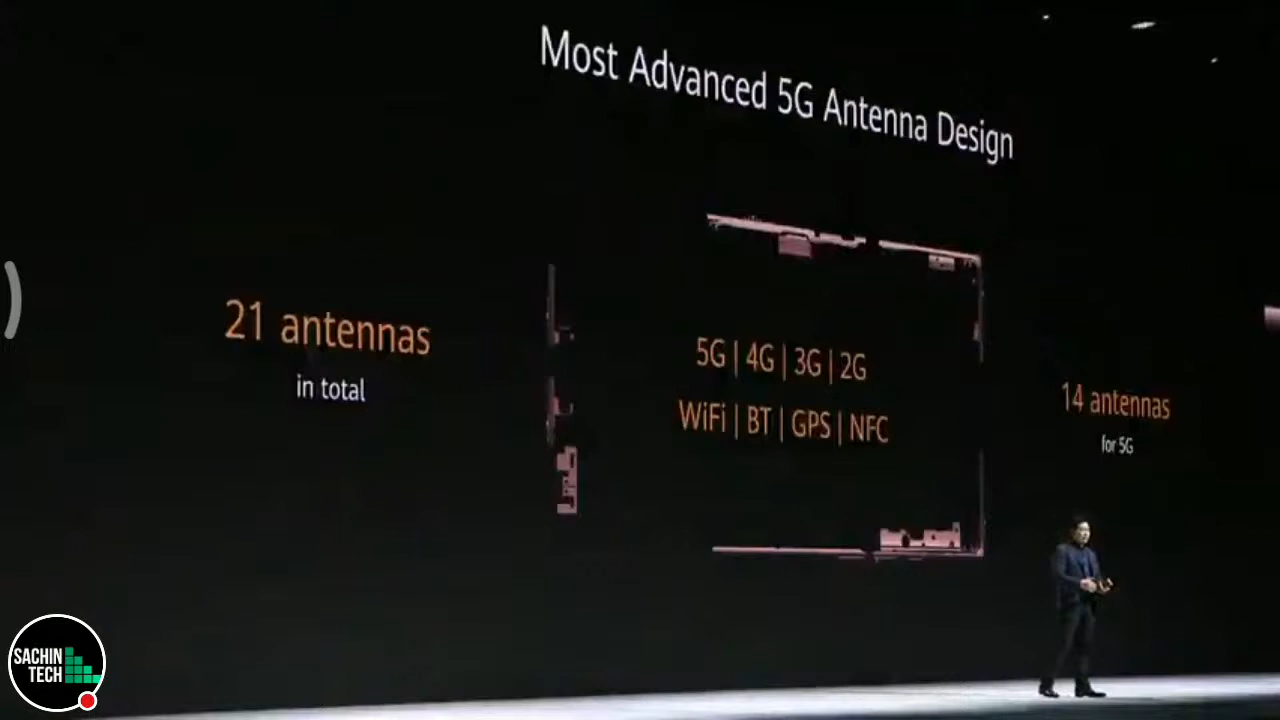 Most Advanced 5G Antenna Design
21 antennas
in total
5G | 4G | 3G | 2G
WiFi | BT | GPS | NFC
14 antennas
for 5G
SACHIN
TECH